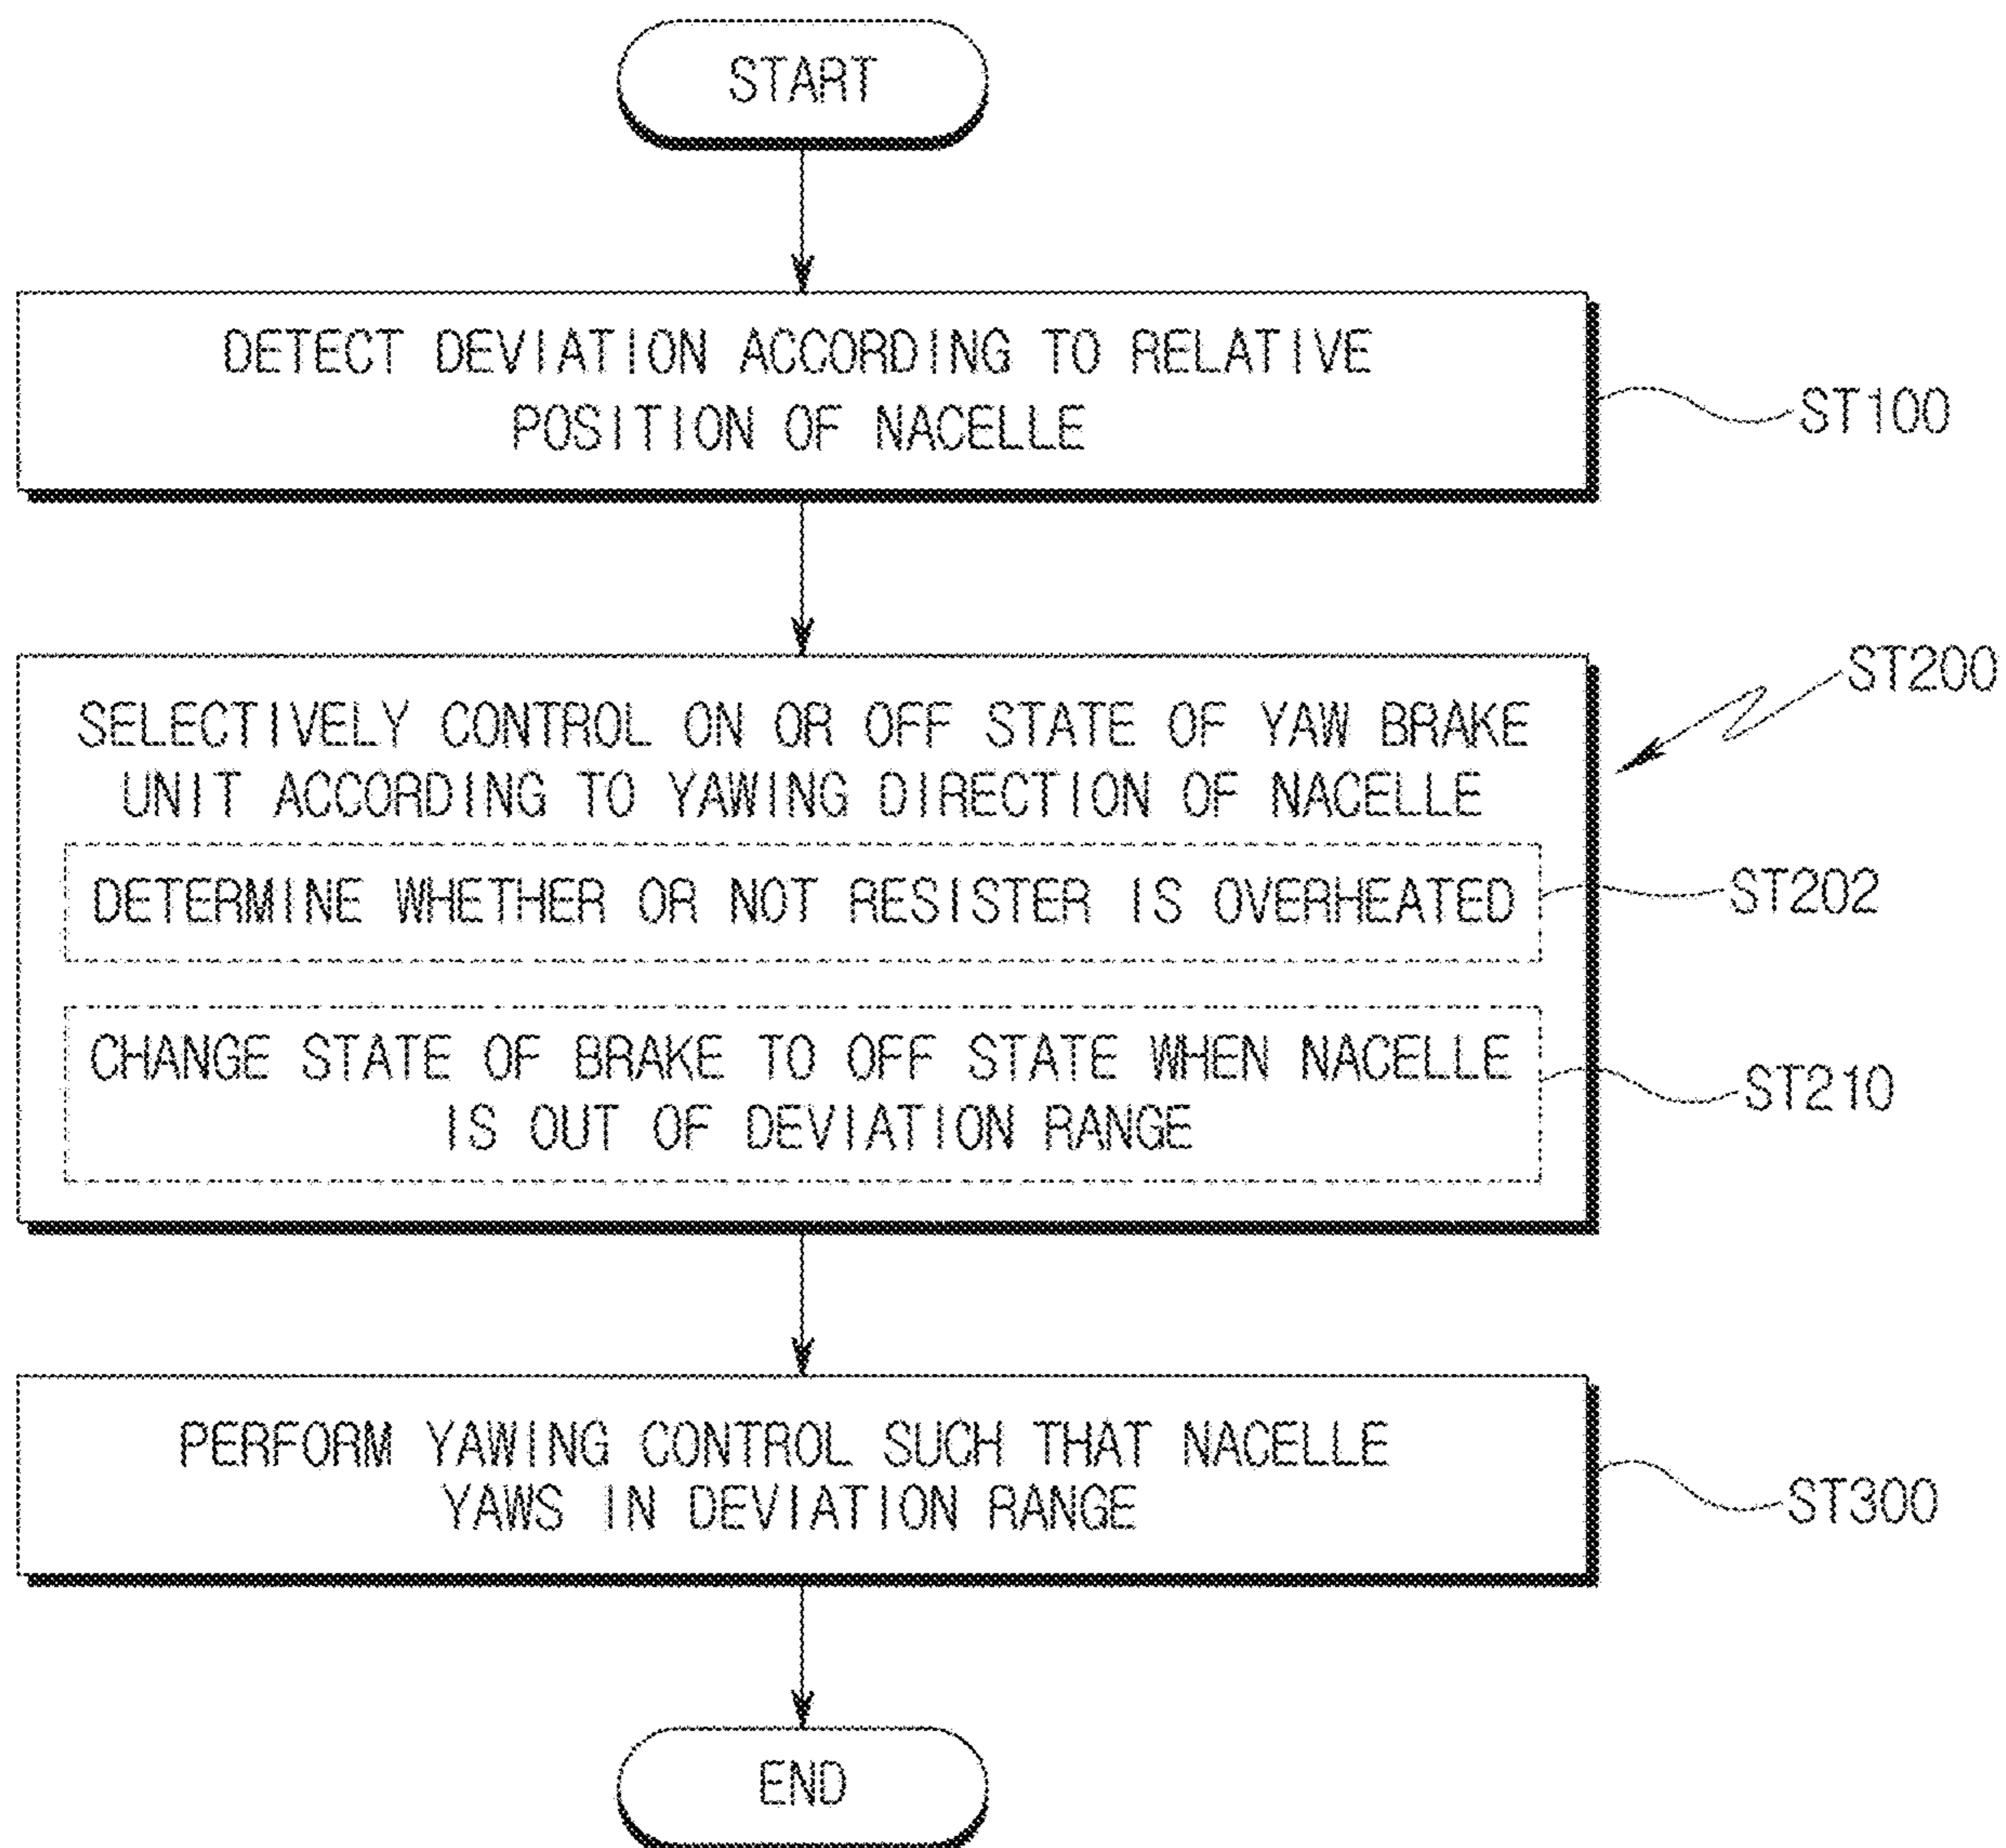 START
DETECT DEVIATION ACCORDING TO RELATIVE
POSITION OF NACELLE
ST100
SELECTIVELY CONTROL ON OR OFF STATE OF YAW BRAKE
UNIT ACCORDING TO YAWING DIRECTION OF NACELLE
ST200
DETERMINE WHETHER OR NOT RESISTER IS OVERHEATED
ST202
CHANGE STATE OF BRAKE TO OFF STATE WHEN NACELLE
IS OUT OF DEVIATION RANGE
ST210
PERFORM YAWING CONTROL SUCH THAT NACELLE
YAWS IN DEVIATION RANGE
ST300
END